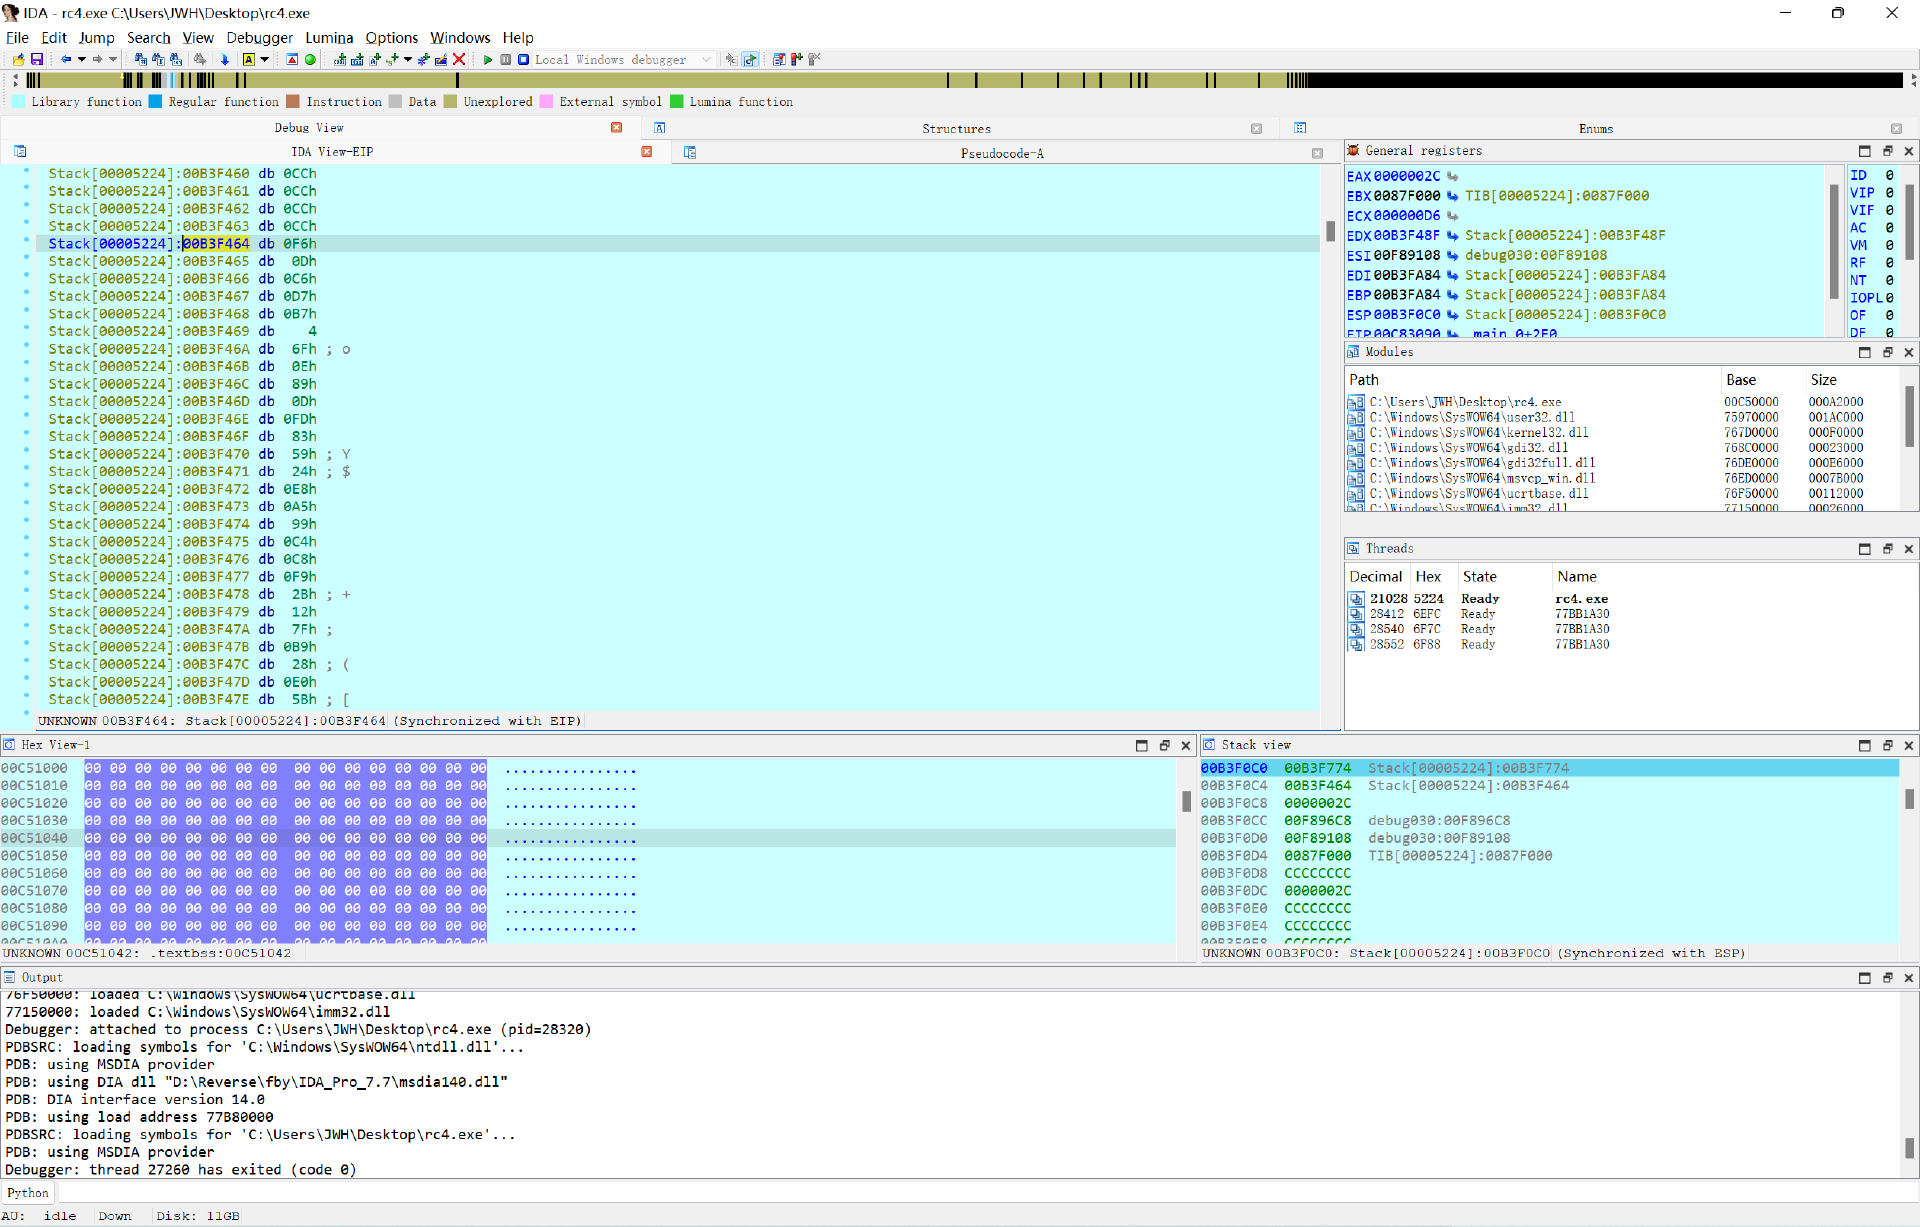 IDA - rc4.exe C:\Users\JWH\Desktop\rc4.exe
File Edit Jump Search View Debugger Lumina Options Windows Help
Local Windows debugger
Library function Regular function Instruction Data Unexplored External symbol Lumina function
Debug View Structures Enums
IDA View-EIP Pseudocode-A
Stack[00005224]:00B3F460 db 0CCh
Stack[00005224]:00B3F461 db 0CCh
Stack[00005224]:00B3F462 db 0CCh
Stack[00005224]:00B3F463 db 0CCh
Stack[00005224]:00B3F464 db 0F6h
Stack[00005224]:00B3F465 db 0Dh
Stack[00005224]:00B3F466 db 0C6h
Stack[00005224]:00B3F467 db 0D7h
Stack[00005224]:00B3F468 db 0B7h
Stack[00005224]:00B3F469 db 4
Stack[00005224]:00B3F46A db 6Fh ; o
Stack[00005224]:00B3F46B db 0Eh
Stack[00005224]:00B3F46C db 89h
Stack[00005224]:00B3F46D db 0Dh
Stack[00005224]:00B3F46E db 0FDh
Stack[00005224]:00B3F46F db 83h
Stack[00005224]:00B3F470 db 59h ; Y
Stack[00005224]:00B3F471 db 24h ; $
Stack[00005224]:00B3F472 db 0E8h
Stack[00005224]:00B3F473 db 0A5h
Stack[00005224]:00B3F474 db 99h
Stack[00005224]:00B3F475 db 0C4h
Stack[00005224]:00B3F476 db 0C8h
Stack[00005224]:00B3F477 db 0F9h
Stack[00005224]:00B3F478 db 2Bh ; +
Stack[00005224]:00B3F479 db 12h
Stack[00005224]:00B3F47A db 7Fh ;
Stack[00005224]:00B3F47B db 0B9h
Stack[00005224]:00B3F47C db 28h ; (
Stack[00005224]:00B3F47D db 0E0h
Stack[00005224]:00B3F47E db 5Bh ; [
UNKNOWN 00B3F464: Stack[00005224]:00B3F464 (Synchronized with EIP)
General registers
EAX 0000002C
EBX 0087F000 TIB[00005224]:0087F000
ECX 000000D6
EDX 00B3F48F Stack[00005224]:00B3F48F
ESI 00F89108 debug030:00F89108
EDI 00B3FA84 Stack[00005224]:00B3FA84
EBP 00B3FA84 Stack[00005224]:00B3FA84
ESP 00B3F0C0 Stack[00005224]:00B3F0C0
EIP 00C83090 _main_0+2E0
ID 0
VIP 0
VIF 0
AC 0
VM 0
RF 0
NT 0
IOPL 0
OF 0
DF 0
Modules
Path Base Size
C:\Users\JWH\Desktop\rc4.exe 00C50000 000A2000
C:\Windows\SysWOW64\user32.dll 75970000 001AC000
C:\Windows\SysWOW64\kernel32.dll 767D0000 000F0000
C:\Windows\SysWOW64\gdi32.dll 768C0000 00023000
C:\Windows\SysWOW64\gdi32full.dll 76DE0000 000E6000
C:\Windows\SysWOW64\msvcp_win.dll 76ED0000 0007B000
C:\Windows\SysWOW64\ucrtbase.dll 76F50000 00112000
C:\Windows\SysWOW64\imm32.dll 77150000 00026000
Threads
Decimal Hex State Name
21028 5224 Ready rc4.exe
28412 6EFC Ready 77BB1A30
28540 6F7C Ready 77BB1A30
28552 6F88 Ready 77BB1A30
Hex View-1
00C51000 00 00 00 00 00 00 00 00 00 00 00 00 00 00 00 00 ................
00C51010 00 00 00 00 00 00 00 00 00 00 00 00 00 00 00 00 ................
00C51020 00 00 00 00 00 00 00 00 00 00 00 00 00 00 00 00 ................
00C51030 00 00 00 00 00 00 00 00 00 00 00 00 00 00 00 00 ................
00C51040 00 00 00 00 00 00 00 00 00 00 00 00 00 00 00 00 ................
00C51050 00 00 00 00 00 00 00 00 00 00 00 00 00 00 00 00 ................
00C51060 00 00 00 00 00 00 00 00 00 00 00 00 00 00 00 00 ................
00C51070 00 00 00 00 00 00 00 00 00 00 00 00 00 00 00 00 ................
00C51080 00 00 00 00 00 00 00 00 00 00 00 00 00 00 00 00 ................
00C51090 00 00 00 00 00 00 00 00 00 00 00 00 00 00 00 00 ................
00C510A0 00 00 00 00 00 00 00 00 00 00 00 00 00 00 00 00
UNKNOWN 00C51042: .textbss:00C51042
Stack view
00B3F0C0 00B3F774 Stack[00005224]:00B3F774
00B3F0C4 00B3F464 Stack[00005224]:00B3F464
00B3F0C8 0000002C
00B3F0CC 00F896C8 debug030:00F896C8
00B3F0D0 00F89108 debug030:00F89108
00B3F0D4 0087F000 TIB[00005224]:0087F000
00B3F0D8 CCCCCCCC
00B3F0DC 0000002C
00B3F0E0 CCCCCCCC
00B3F0E4 CCCCCCCC
00B3F0E8 CCCCCCCC
UNKNOWN 00B3F0C0: Stack[00005224]:00B3F0C0 (Synchronized with ESP)
Output
76F50000: loaded C:\Windows\SysWOW64\ucrtbase.dll
77150000: loaded C:\Windows\SysWOW64\imm32.dll
Debugger: attached to process C:\Users\JWH\Desktop\rc4.exe (pid=28320)
PDBSRC: loading symbols for 'C:\Windows\SysWOW64\ntdll.dll'...
PDB: using MSDIA provider
PDB: using DIA dll "D:\Reverse\fby\IDA_Pro_7.7\msdia140.dll"
PDB: DIA interface version 14.0
PDB: using load address 77B80000
PDBSRC: loading symbols for 'C:\Users\JWH\Desktop\rc4.exe'...
PDB: using MSDIA provider
Debugger: thread 27260 has exited (code 0)
Python
AU: idle Down Disk: 11GB